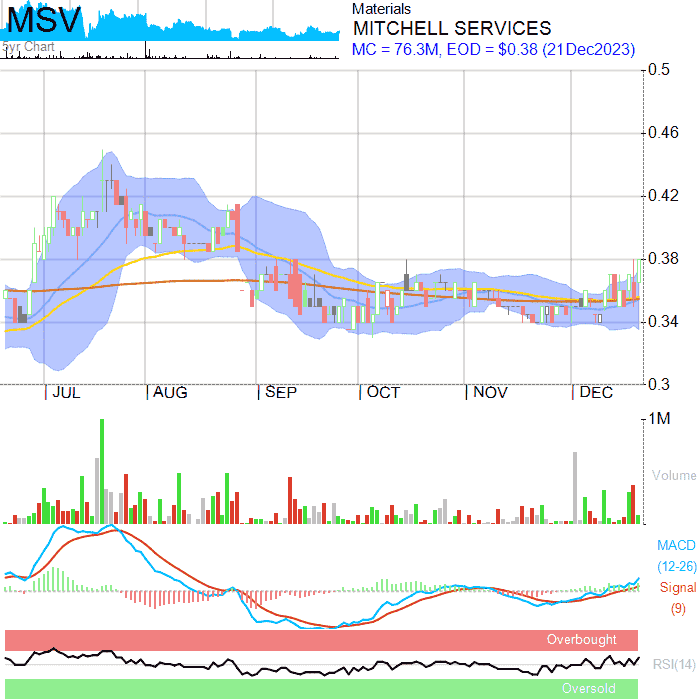 MSV
5yr Chart
Materials
MITCHELL SERVICES
MC = 76.3M, EOD = $0.38 (21Dec2023)
0.5
0.46
0.42
0.38
0.34
0.3
JUL
AUG
SEP
OCT
NOV
DEC
1M
Volume
MACD
(12-26)
Signal
(9)
Overbought
RSI(14)
Oversold